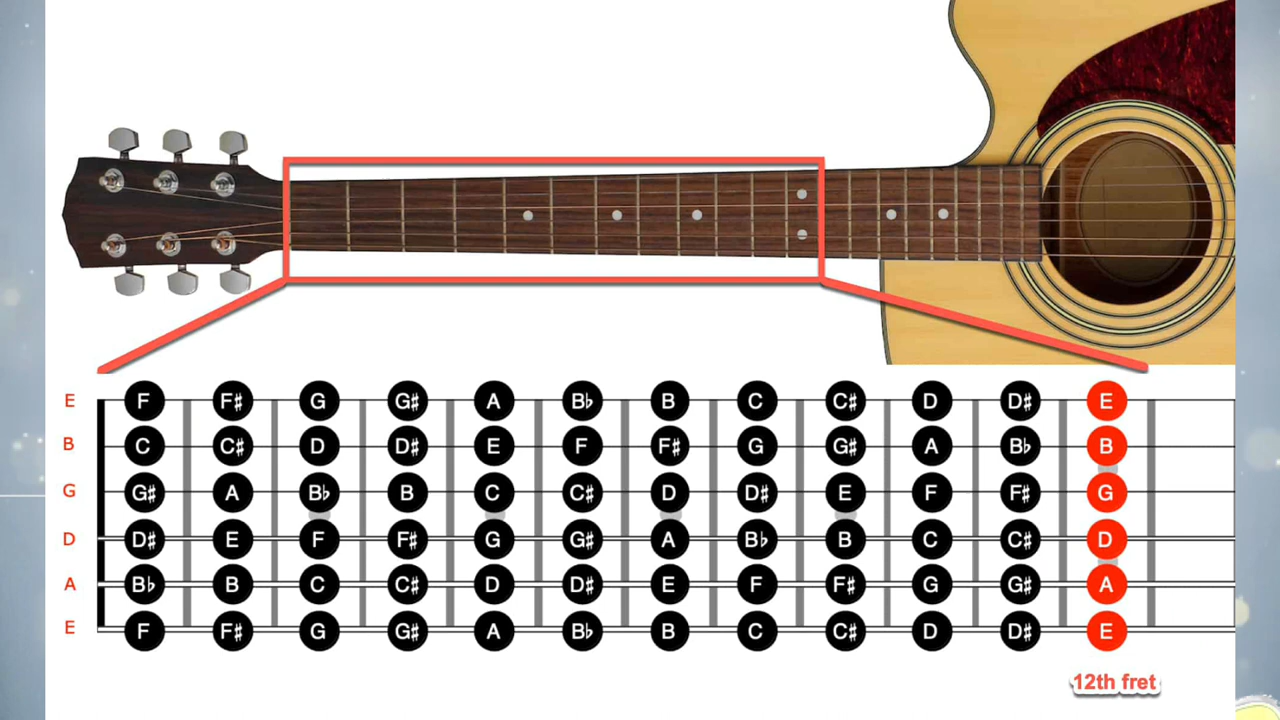 E F F♯ G G♯ A B♭ B C C♯ D D♯ E
B C C♯ D D♯ E F F♯ G G♯ A B♭ B
G G♯ A B♭ B C C♯ D D♯ E F F♯ G
D D♯ E F F♯ G G♯ A B♭ B C C♯ D
A B♭ B C C♯ D D♯ E F F♯ G G♯ A
E F F♯ G G♯ A B♭ B C C♯ D D♯ E
12th fret